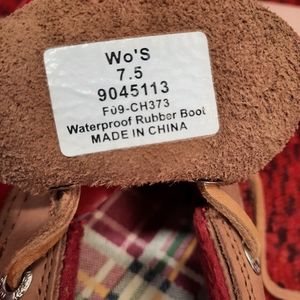 Wo'S
7.5
9045113
F09-CH373
Waterproof Rubber Boot
MADE IN CHINA